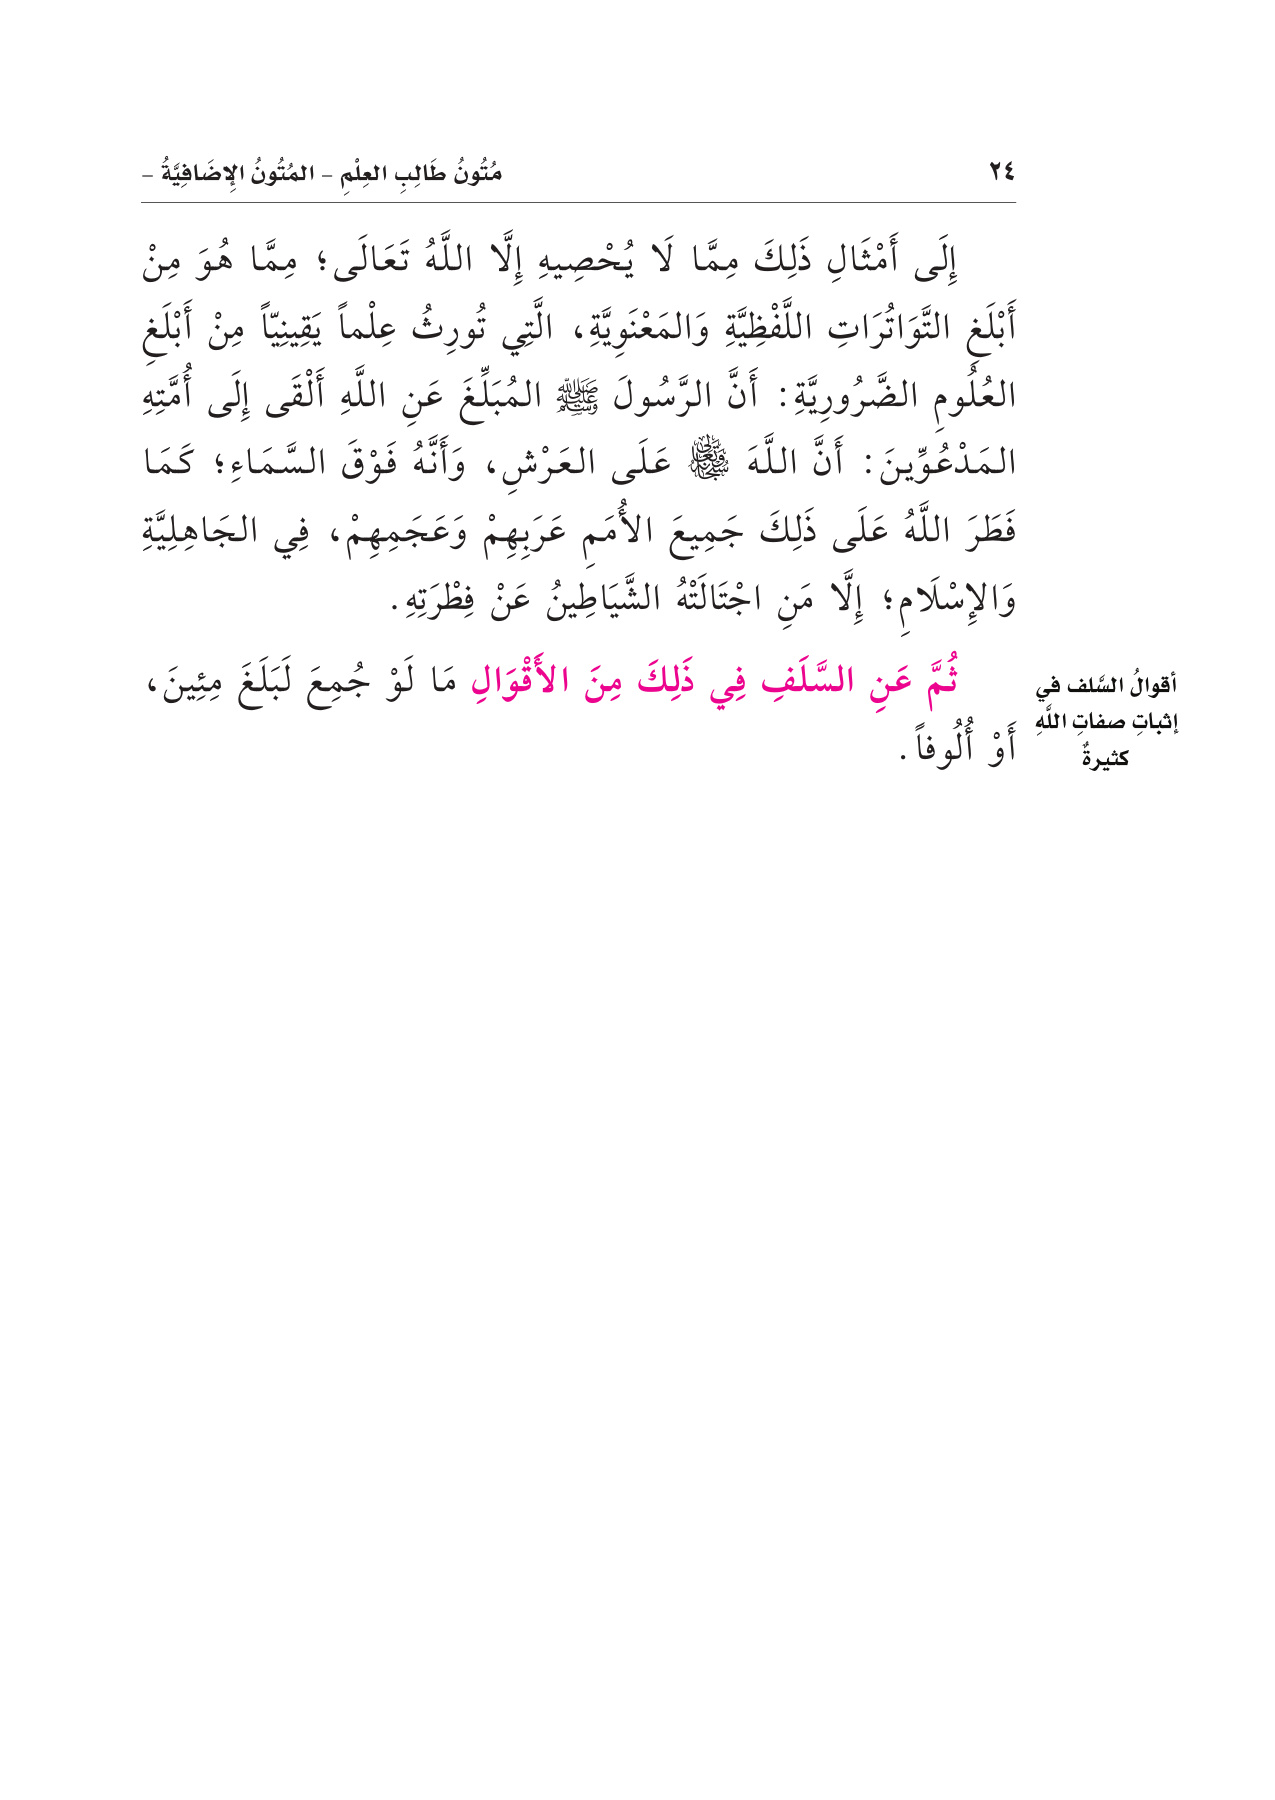 ٢٤
مُتُونُ طَالِبِ العِلْمِ – المُتُونُ الإِضَافِيَّةُ –
إِلَى أَمْثَالِ ذَلِكَ مِمَّا لَا يُحْصِيهِ إِلَّا اللَّهُ تَعَالَى؛ مِمَّا هُوَ مِنْ
أَبْلَغِ التَّوَاتُرَاتِ اللَّفْظِيَّةِ وَالمَعْنَوِيَّةِ، الَّتِي تُورِثُ عِلْماً يَقِينِيّاً مِنْ أَبْلَغِ
العُلُومِ الضَّرُورِيَّةِ: أَنَّ الرَّسُولَ ﷺ المُبَلِّغَ عَنِ اللَّهِ أَلْقَى إِلَى أُمَّتِهِ
المَدْعُوِّينَ: أَنَّ اللَّهَ سُبْحَانَهُ وَتَعَالَى عَلَى العَرْشِ، وَأَنَّهُ فَوْقَ السَّمَاءِ؛ كَمَا
فَطَرَ اللَّهُ عَلَى ذَلِكَ جَمِيعَ الأُمَمِ عَرَبِهِمْ وَعَجَمِهِمْ، فِي الجَاهِلِيَّةِ
وَالإِسْلَامِ؛ إِلَّا مَنِ اجْتَالَتْهُ الشَّيَاطِينُ عَنْ فِطْرَتِهِ.
ثُمَّ عَنِ السَّلَفِ فِي ذَلِكَ مِنَ الأَقْوَالِ مَا لَوْ جُمِعَ لَبَلَغَ مِئِينَ،
أَوْ أُلُوفاً.
أقوالُ السَّلف في
إثباتِ صفاتِ اللَّهِ
كثيرةٌ